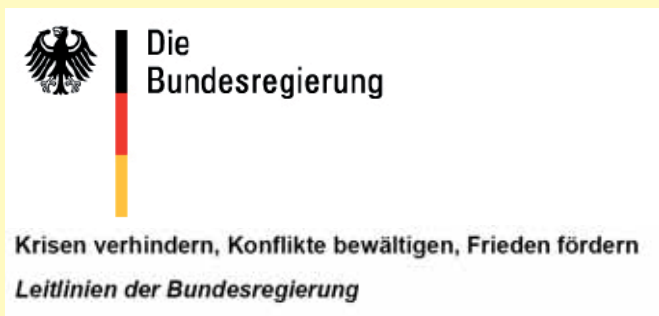 Die
Bundesregierung
Krisen verhindern, Konflikte bewältigen, Frieden fördern
Leitlinien der Bundesregierung